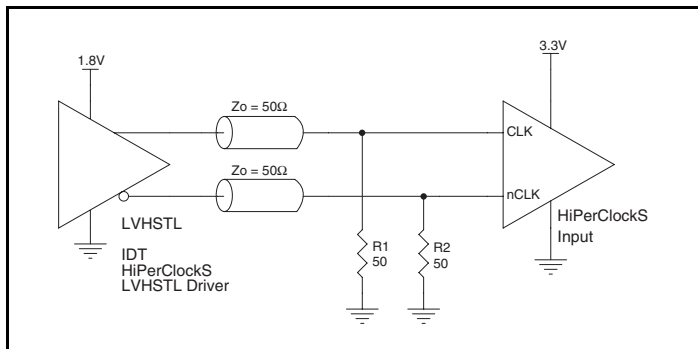 1.8V
3.3V
Zo = 50Ω
CLK
Zo = 50Ω
nCLK
LVHSTL
IDT
HiPerClockS
LVHSTL Driver
R1
50
R2
50
HiPerClockS
Input